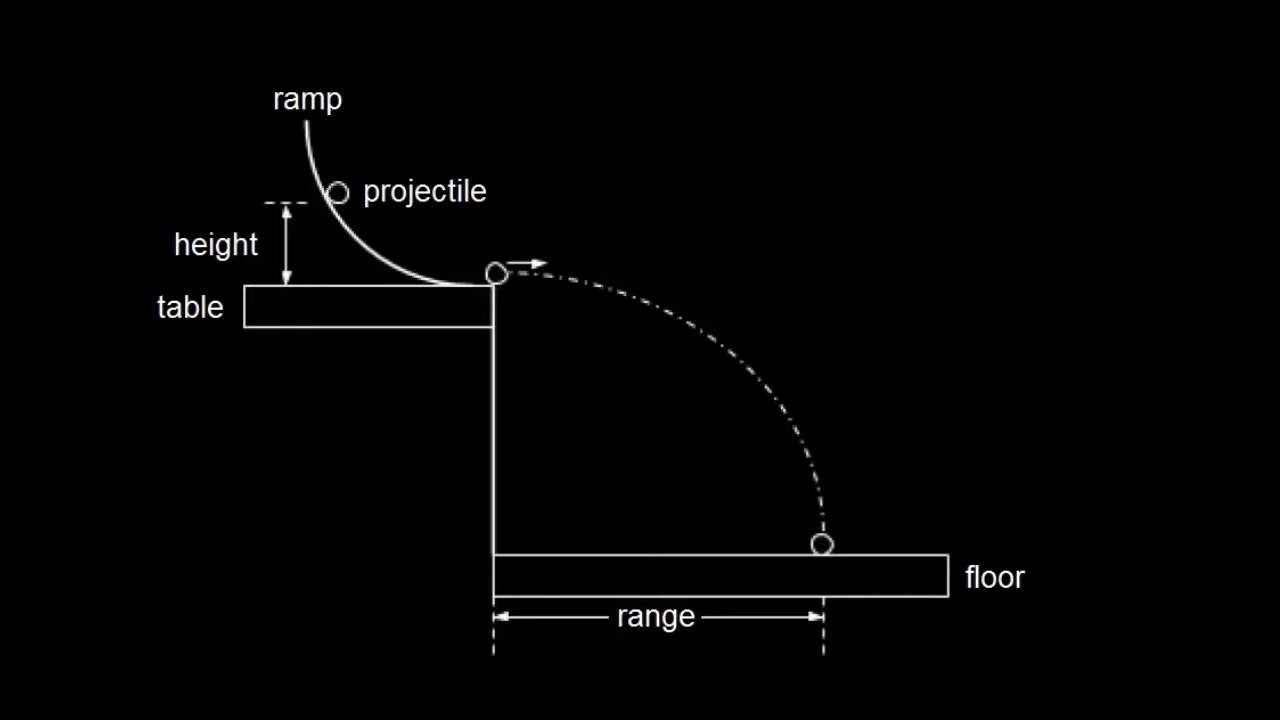 ramp
projectile
height
table
floor
range